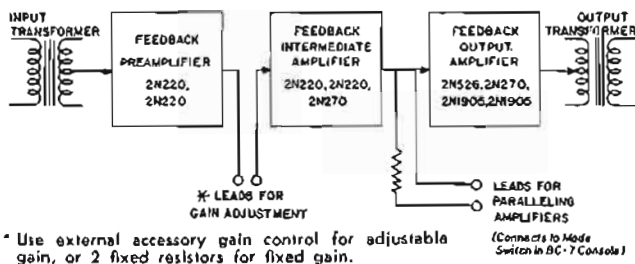 INPUT
TRANSFORMER
FEEDBACK
PREAMPLIFIER
2N220,
2N220
FEEDBACK
INTERMEDIATE
AMPLIFIER
2N220, 2N220,
2N270
FEEDBACK
OUTPUT
AMPLIFIER
2N526, 2N270,
2N1905, 2N1905
OUTPUT
TRANSFORMER
* LEADS FOR
GAIN ADJUSTMENT
LEADS FOR
PARALLELING
AMPLIFIERS
(Connects to Mode
Switch in BC-7 Console)
* Use external accessory gain control for adjustable
gain, or 2 fixed resistors for fixed gain.